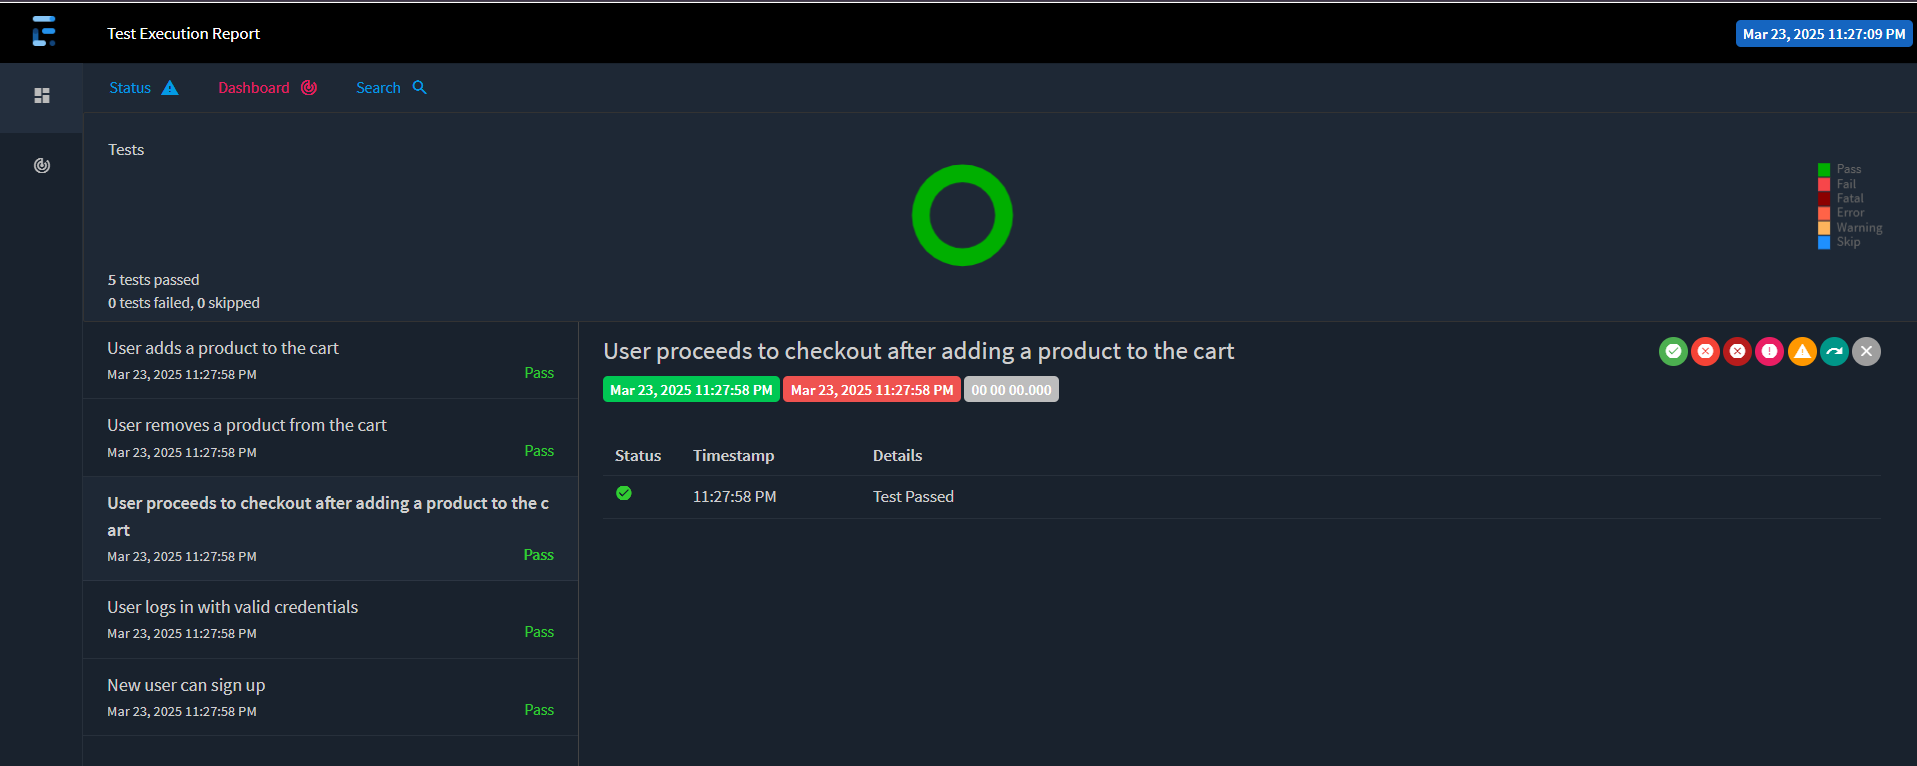 Test Execution Report
Mar 23, 2025 11:27:09 PM
Status
Dashboard
Search
Tests
Pass
Fail
Fatal
Error
Warning
Skip
5 tests passed
0 tests failed, 0 skipped
User adds a product to the cart
Mar 23, 2025 11:27:58 PM
Pass
User removes a product from the cart
Mar 23, 2025 11:27:58 PM
Pass
User proceeds to checkout after adding a product to the c
art
Mar 23, 2025 11:27:58 PM
Pass
User logs in with valid credentials
Mar 23, 2025 11:27:58 PM
Pass
New user can sign up
Mar 23, 2025 11:27:58 PM
Pass
User proceeds to checkout after adding a product to the cart
Mar 23, 2025 11:27:58 PM Mar 23, 2025 11:27:58 PM 00 00 00.000
Status Timestamp Details
11:27:58 PM Test Passed